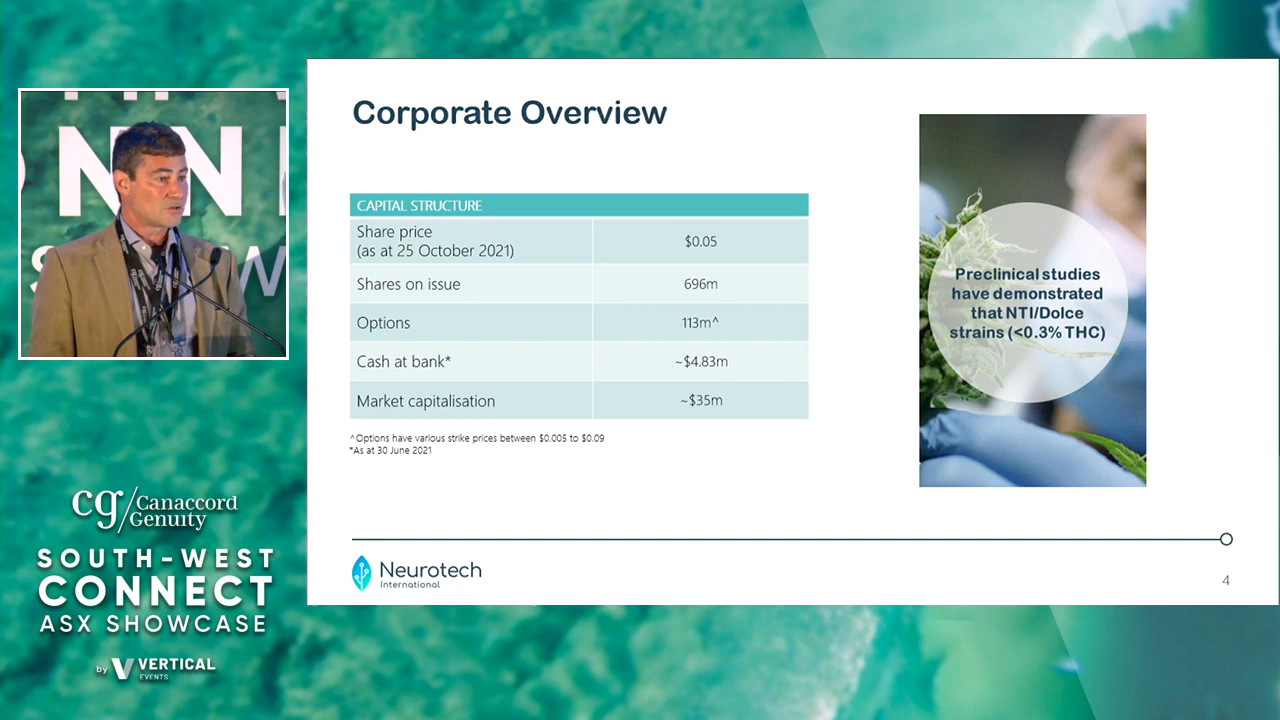 Corporate Overview
CAPITAL STRUCTURE
Share price
(as at 25 October 2021)
$0.05
Shares on issue
696m
Options
113m^
Cash at bank*
~$4.83m
Market capitalisation
~$35m
^Options have various strike prices between $0.005 to $0.09
*As at 30 June 2021
Preclinical studies
have demonstrated
that NTI/Dolce
strains (<0.3% THC)
Neurotech
International
4
cg/Canaccord
Genuity
SOUTH-WEST
CONNECT
ASX SHOWCASE
by VERTICAL
EVENTS